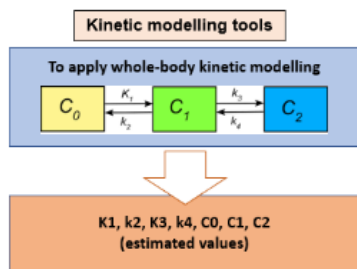 Kinetic modelling tools
To apply whole-body kinetic modelling
C0 K1 k2 C1 k3 k4 C2
K1, k2, K3, k4, C0, C1, C2
(estimated values)